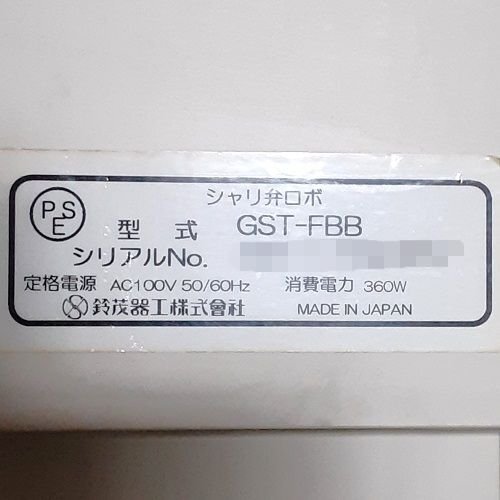 シャリ弁ロボ
PSE
型式 GST-FBB
シリアルNo.
定格電源 AC100V 50/60Hz 消費電力 360W
鈴茂器工株式會社 MADE IN JAPAN